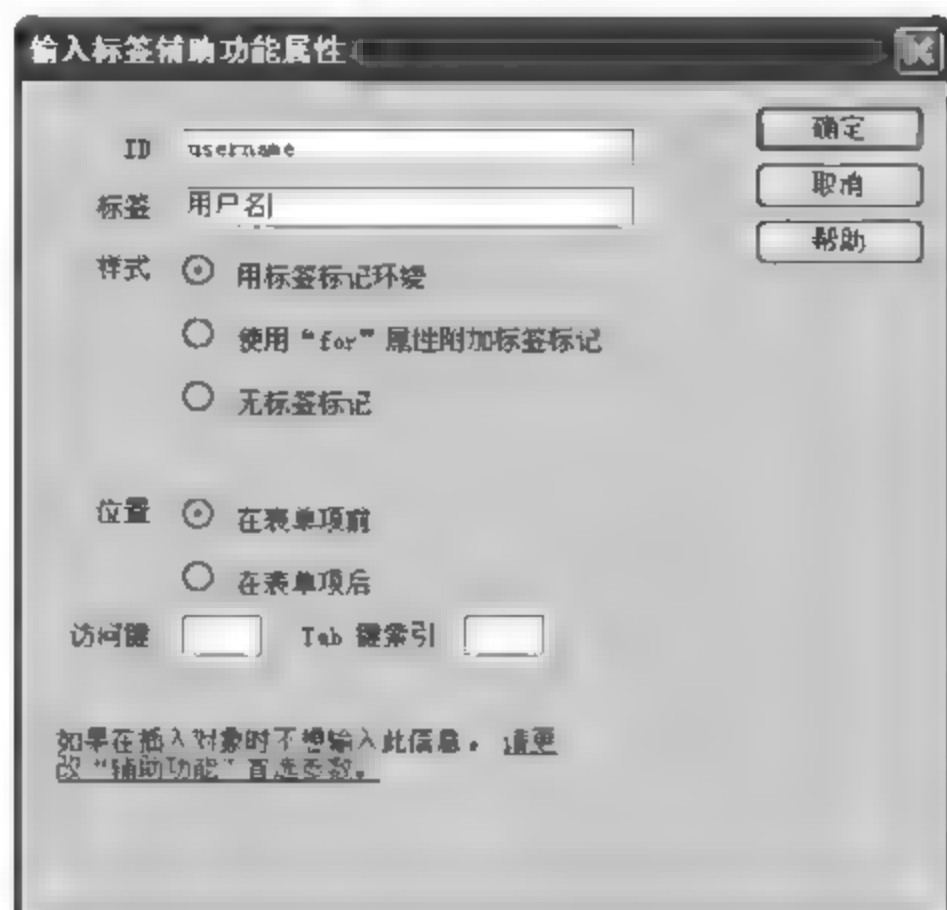 输入标签辅助功能属性
ID username
确定
标签 用户名
取消
样式 用标签标记环绕
帮助
使用“for”属性附加标签标记
无标签标记
位置 在表单项前
在表单项后
访问键 Tab 键索引
如果在插入对象时不想输入此信息，请更
改“辅助功能”首选参数。